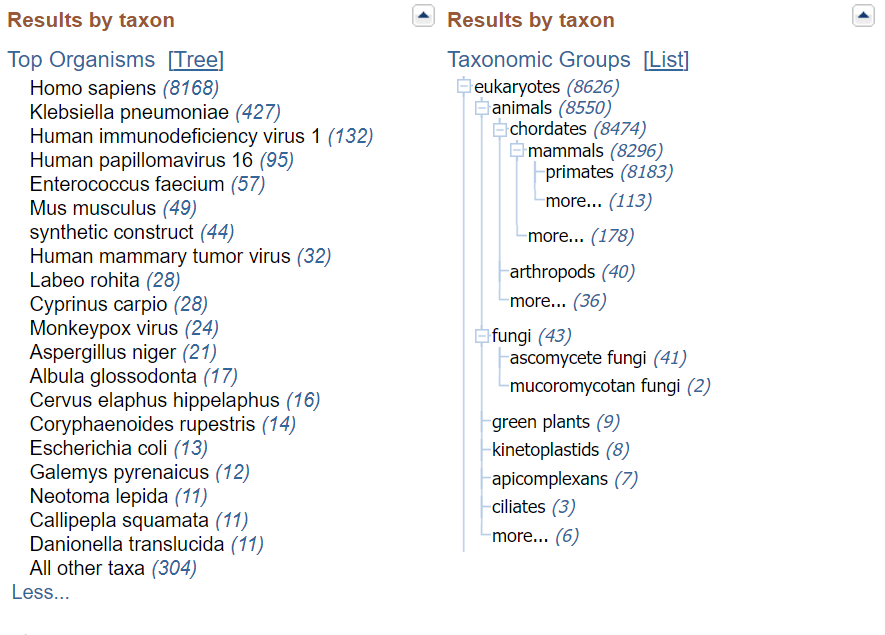 Results by taxon
Top Organisms [Tree]
Homo sapiens (8168)
Klebsiella pneumoniae (427)
Human immunodeficiency virus 1 (132)
Human papillomavirus 16 (95)
Enterococcus faecium (57)
Mus musculus (49)
synthetic construct (44)
Human mammary tumor virus (32)
Labeo rohita (28)
Cyprinus carpio (28)
Monkeypox virus (24)
Aspergillus niger (21)
Albula glossodonta (17)
Cervus elaphus hippelaphus (16)
Coryphaenoides rupestris (14)
Escherichia coli (13)
Galemys pyrenaicus (12)
Neotoma lepida (11)
Callipepla squamata (11)
Danionella translucida (11)
All other taxa (304)
Less...
Results by taxon
Taxonomic Groups [List]
eukaryotes (8626)
animals (8550)
chordates (8474)
mammals (8296)
primates (8183)
more... (113)
more... (178)
arthropods (40)
more... (36)
fungi (43)
ascomycete fungi (41)
mucoromycotan fungi (2)
green plants (9)
kinetoplastids (8)
apicomplexans (7)
ciliates (3)
more... (6)